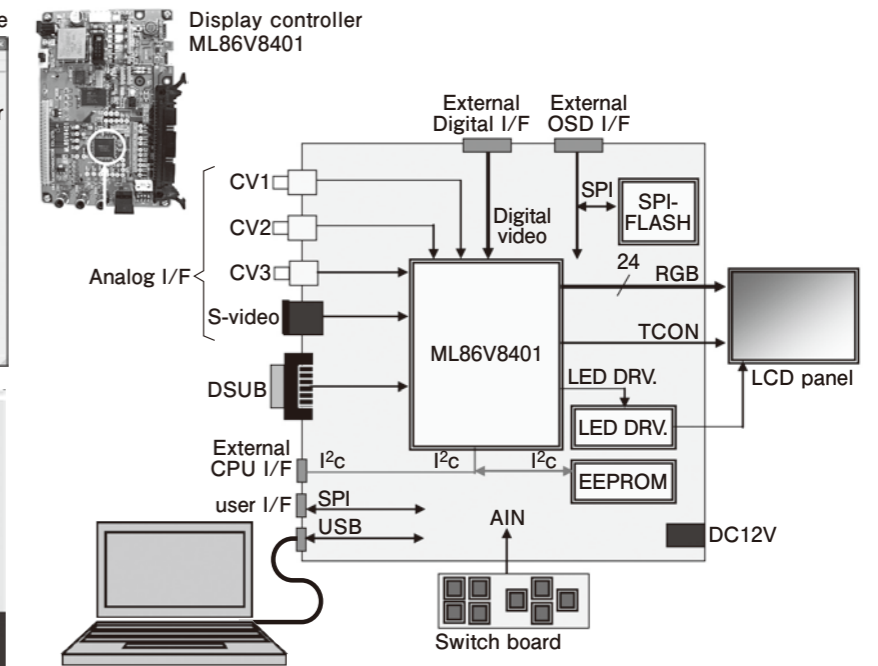 Display controller
ML86V8401
External
Digital I/F
External
OSD I/F
CV1
CV2
CV3
Analog I/F
S-video
DSUB
External
CPU I/F
user I/F
Digital
video
SPI
SPI-
FLASH
24
RGB
TCON
ML86V8401
LED DRV.
LED DRV.
LCD panel
I²c
I²c
I²c
EEPROM
SPI
USB
AIN
DC12V
Switch board